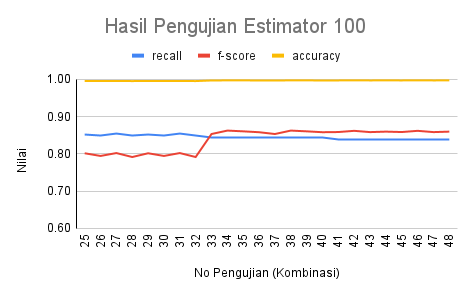 Hasil Pengujian Estimator 100
recall f-score accuracy
1.00
0.90
0.80
0.70
0.60
Nilai
25 26 27 28 29 30 31 32 33 34 35 36 37 38 39 40 41 42 43 44 45 46 47 48
No Pengujian (Kombinasi)